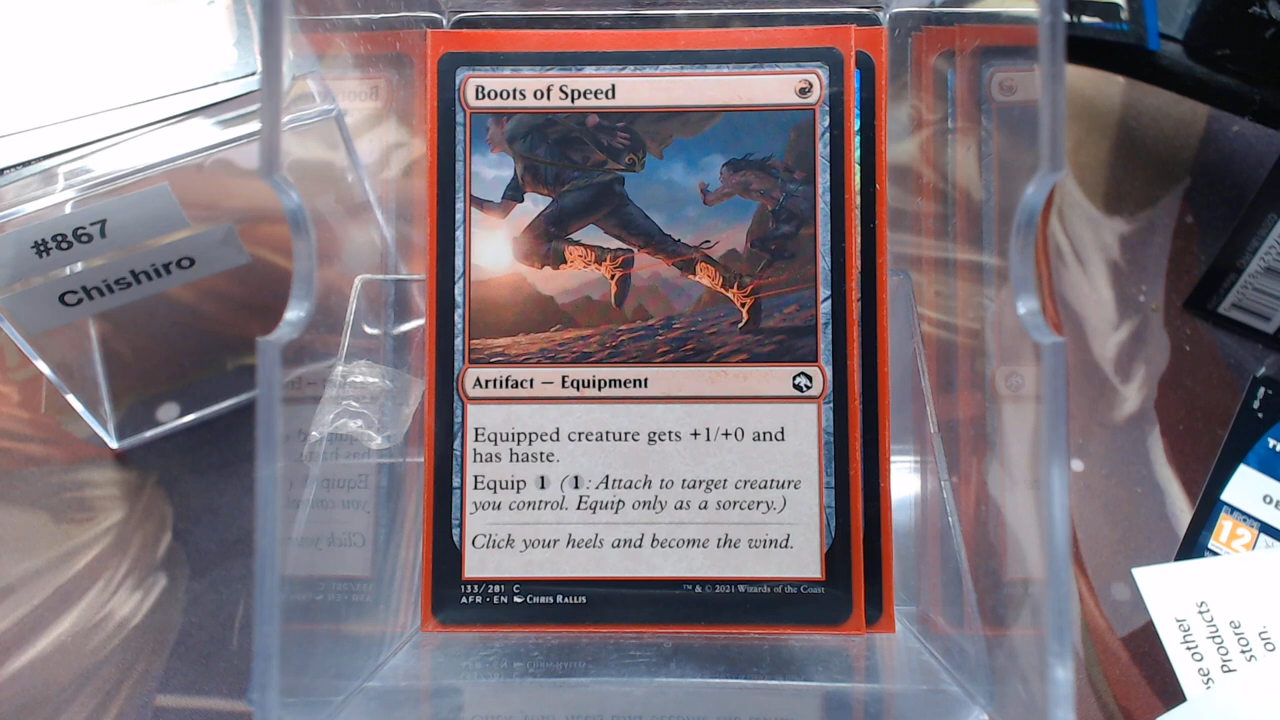 #867
Chishiro
Boots of Speed
Artifact — Equipment
Equipped creature gets +1/+0 and
has haste.
Equip 1 (1: Attach to target creature
you control. Equip only as a sorcery.)
Click your heels and become the wind.
133/281 C
AFR • EN Chris Rallis
™ & © 2021 Wizards of the Coast
EUROPE
12
other
Products
store
on.